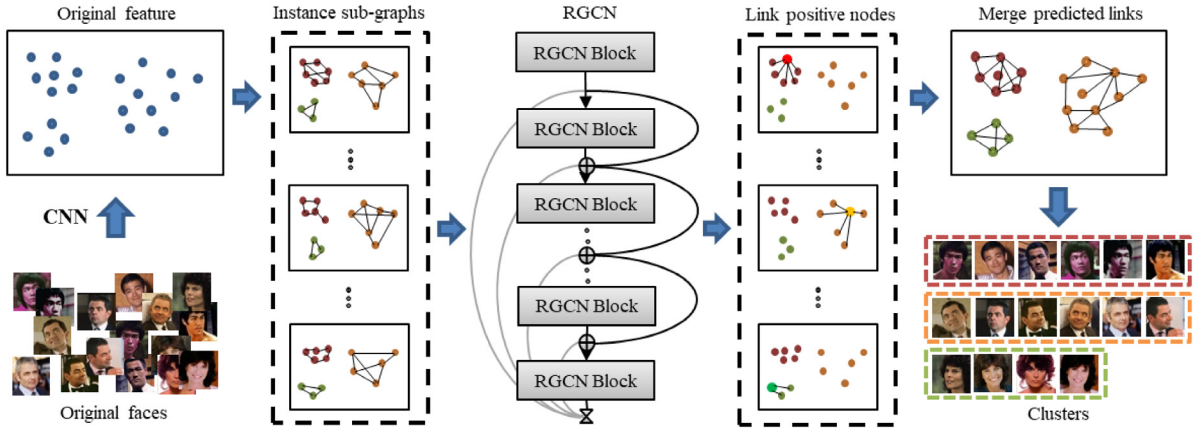 Original feature
Instance sub-graphs
RGCN
Link positive nodes
Merge predicted links
RGCN Block
RGCN Block
RGCN Block
RGCN Block
RGCN Block
CNN
Original faces
Clusters